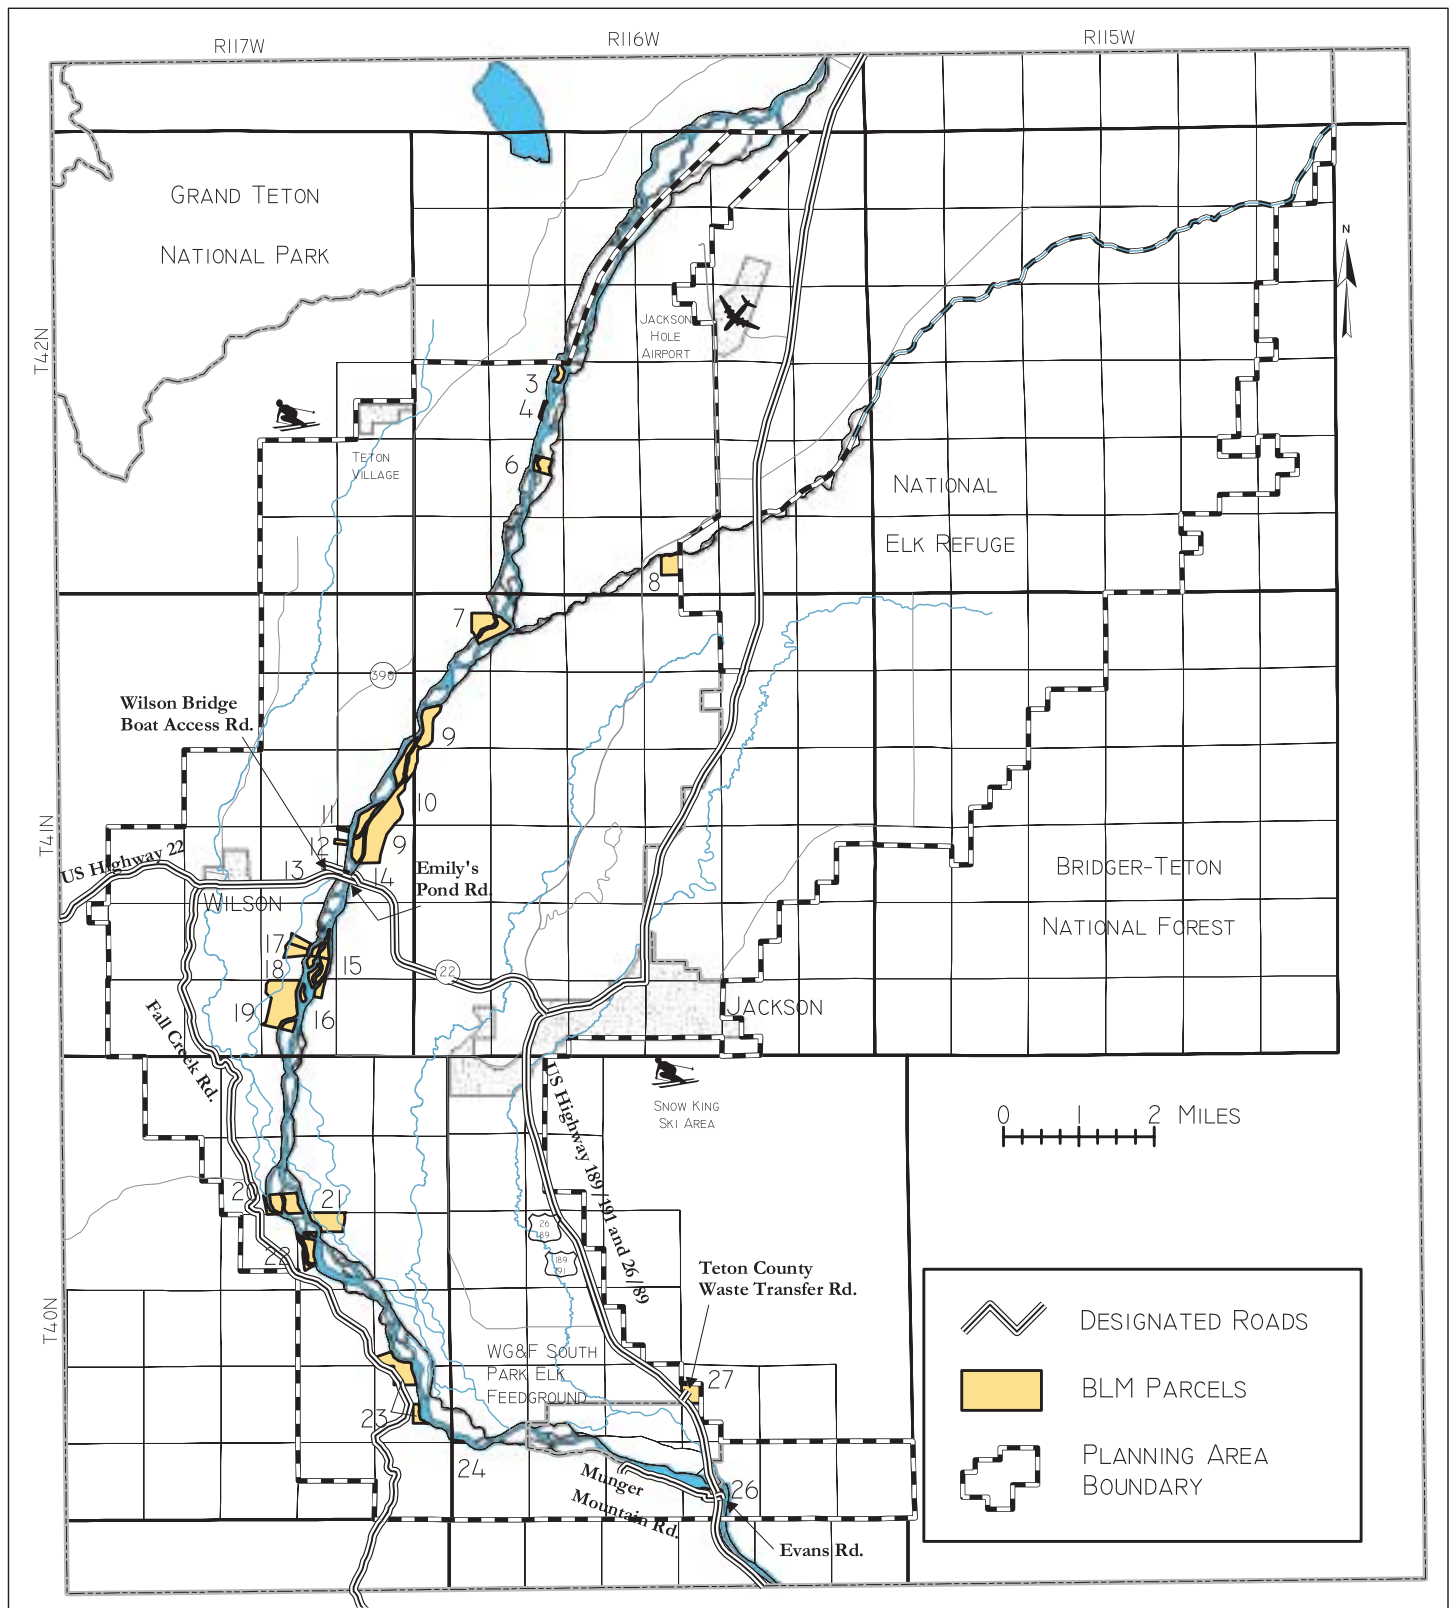 R117W
R116W
R115W
GRAND TETON
NATIONAL PARK
N
JACKSON
HOLE
AIRPORT
T42N
3
4
TETON
VILLAGE
6
NATIONAL
ELK REFUGE
8
7
390
Wilson Bridge
Boat Access Rd.
9
10
11
12
9
T41N
US Highway 22
13
14
Emily's
Pond Rd.
BRIDGER-TETON
NATIONAL FOREST
WILSON
17
18
15
22
19
16
JACKSON
Fall Creek Rd.
US Highway 189/191 and 26/89
SNOW KING
SKI AREA
0 1 2 MILES
20
21
26
89
22
189
191
Teton County
Waste Transfer Rd.
T40N
DESIGNATED ROADS
WG&F SOUTH
PARK ELK
FEEDGROUND
27
BLM PARCELS
23
24
PLANNING AREA
BOUNDARY
Munger
Mountain Rd.
26
Evans Rd.